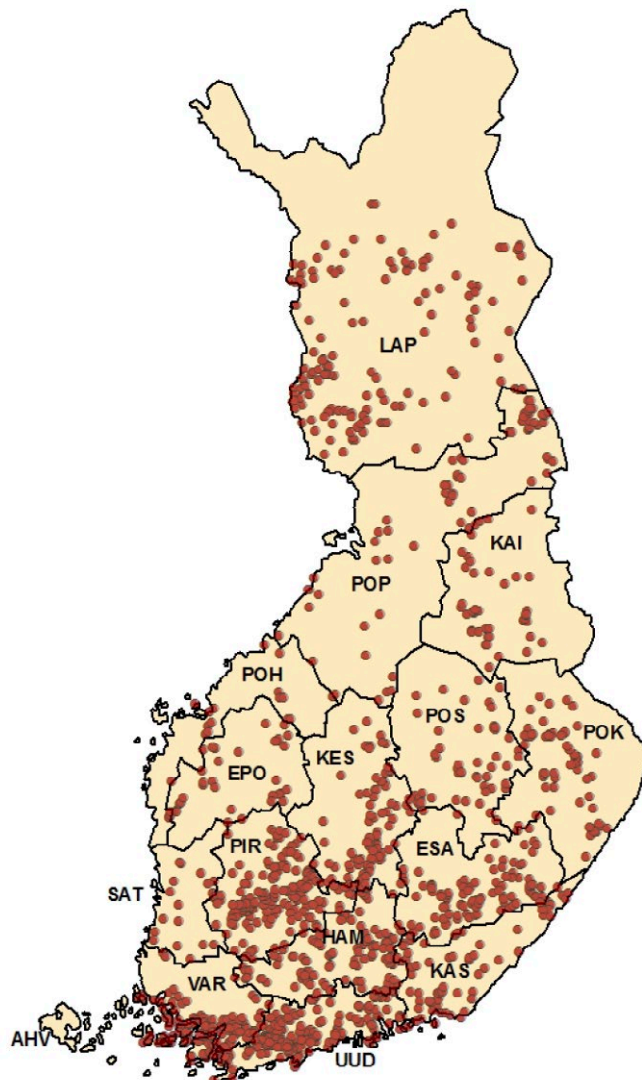 LAP
KAI
POP
POH
POS
POK
KES
EPO
PIR
ESA
SAT
HAM
KAS
VAR
AHV
UUD